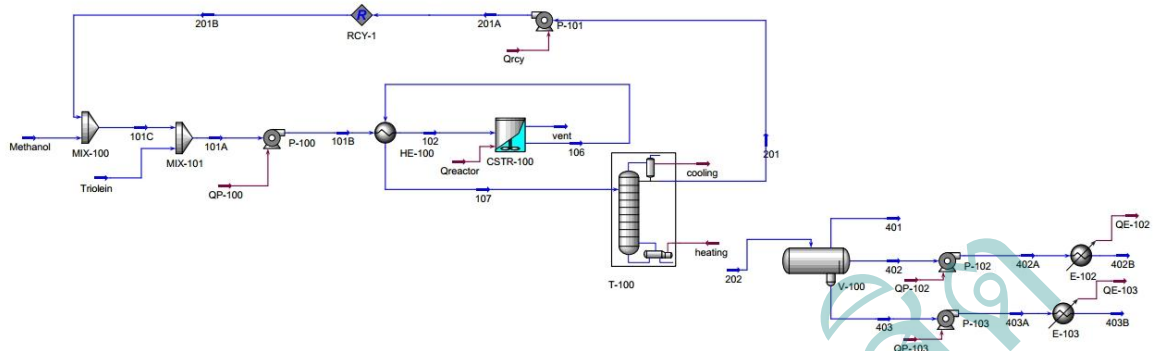 201B
R
RCY-1
201A
P-101
Qrcy
Methanol
MIX-100
101C
MIX-101
101A
Triolein
P-100
QP-100
101B
HE-100
102
CSTR-100
Qreactor
vent
106
107
201
cooling
heating
T-100
202
V-100
401
402
P-102
QP-102
402A
E-102
QE-102
402B
403
P-103
QP-103
403A
E-103
QE-103
403B